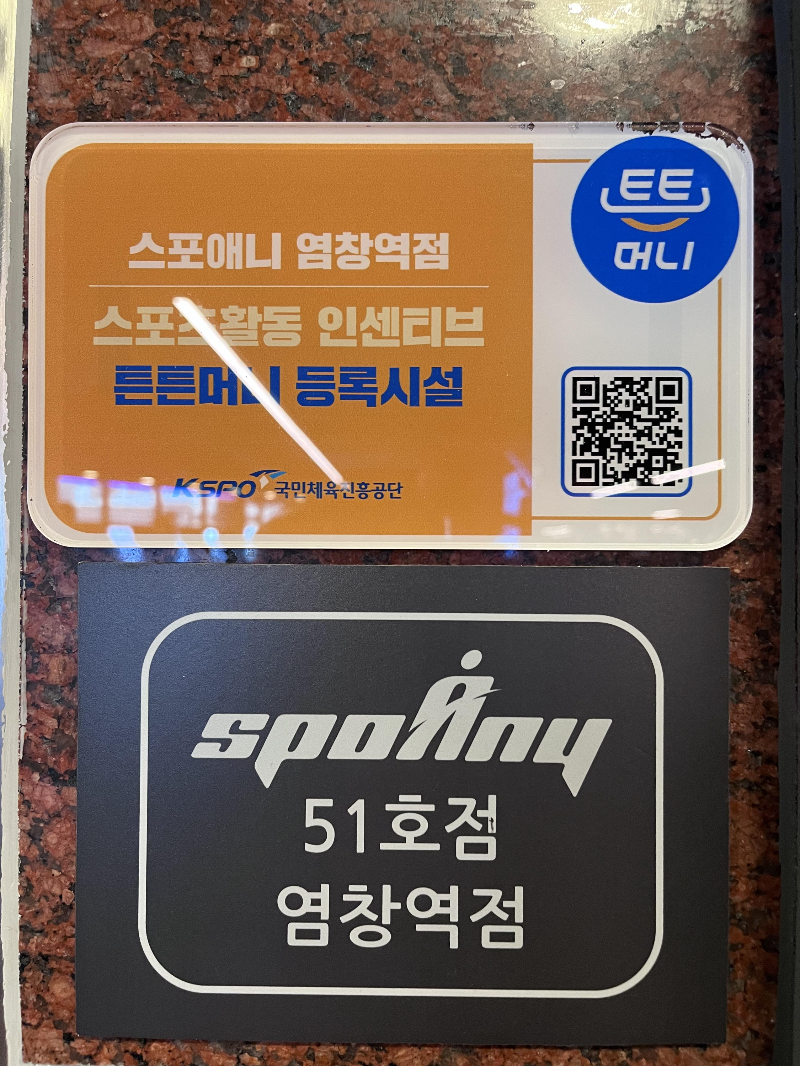 튼튼
머니
스포애니 염창역점
스포츠활동 인센티브
튼튼머니 등록시설
KSPO 국민체육진흥공단
spoAny
51호점
염창역점